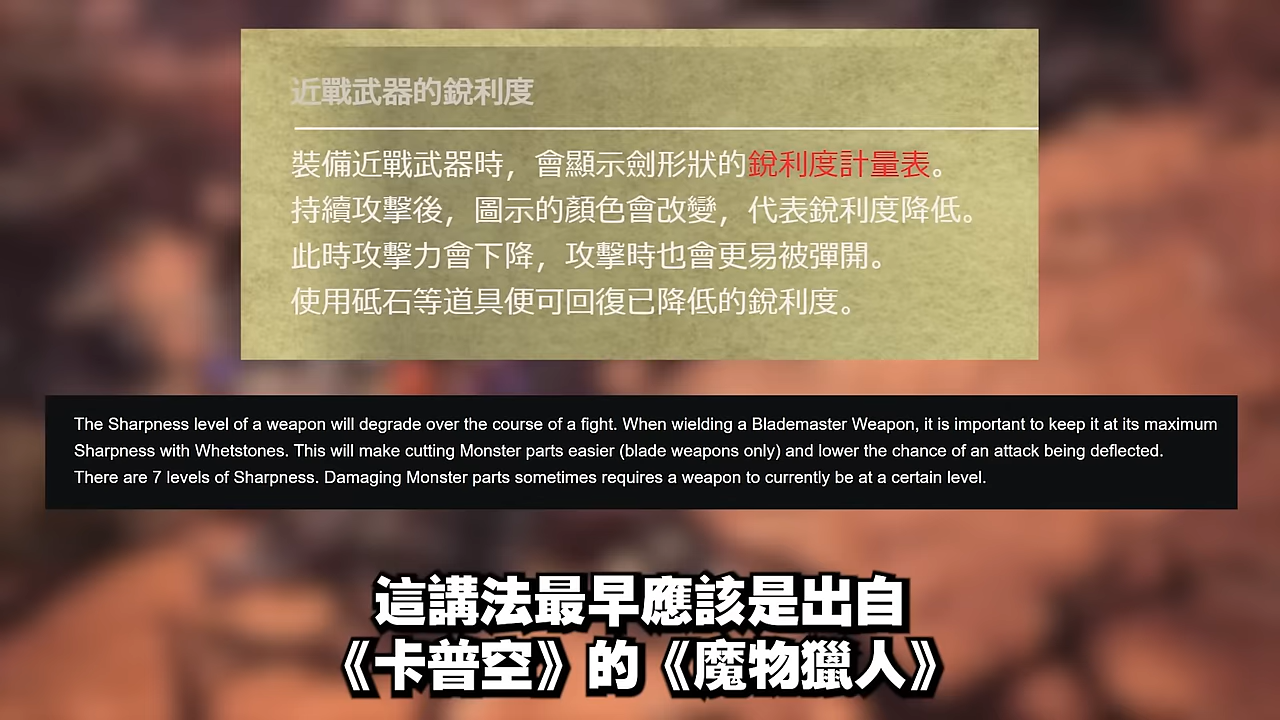 近戰武器的銳利度
裝備近戰武器時，會顯示劍形狀的銳利度計量表。
持續攻擊後，圖示的顏色會改變，代表銳利度降低。
此時攻擊力會下降，攻擊時也會更易被彈開。
使用砥石等道具便可回復已降低的銳利度。
The Sharpness level of a weapon will degrade over the course of a fight. When wielding a Blademaster Weapon, it is important to keep it at its maximum
Sharpness with Whetstones. This will make cutting Monster parts easier (blade weapons only) and lower the chance of an attack being deflected.
There are 7 levels of Sharpness. Damaging Monster parts sometimes requires a weapon to currently be at a certain level.
這講法最早應該是出自
《卡普空》的《魔物獵人》